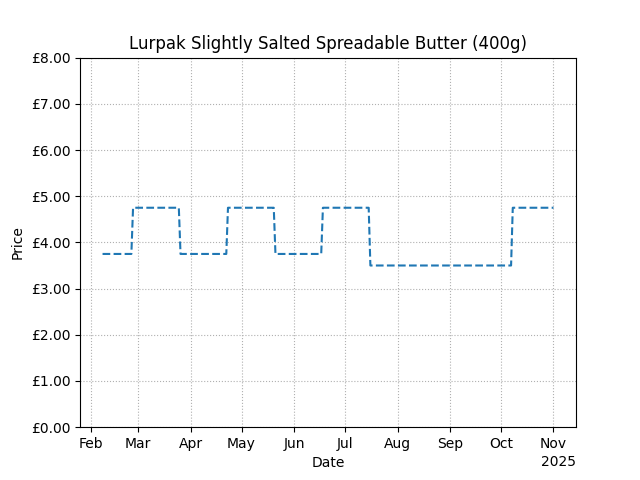 Lurpak Slightly Salted Spreadable Butter (400g)
£8.00
£7.00
£6.00
£5.00
£4.00
£3.00
£2.00
£1.00
£0.00
Price
Feb Mar Apr May Jun Jul Aug Sep Oct Nov
2025
Date